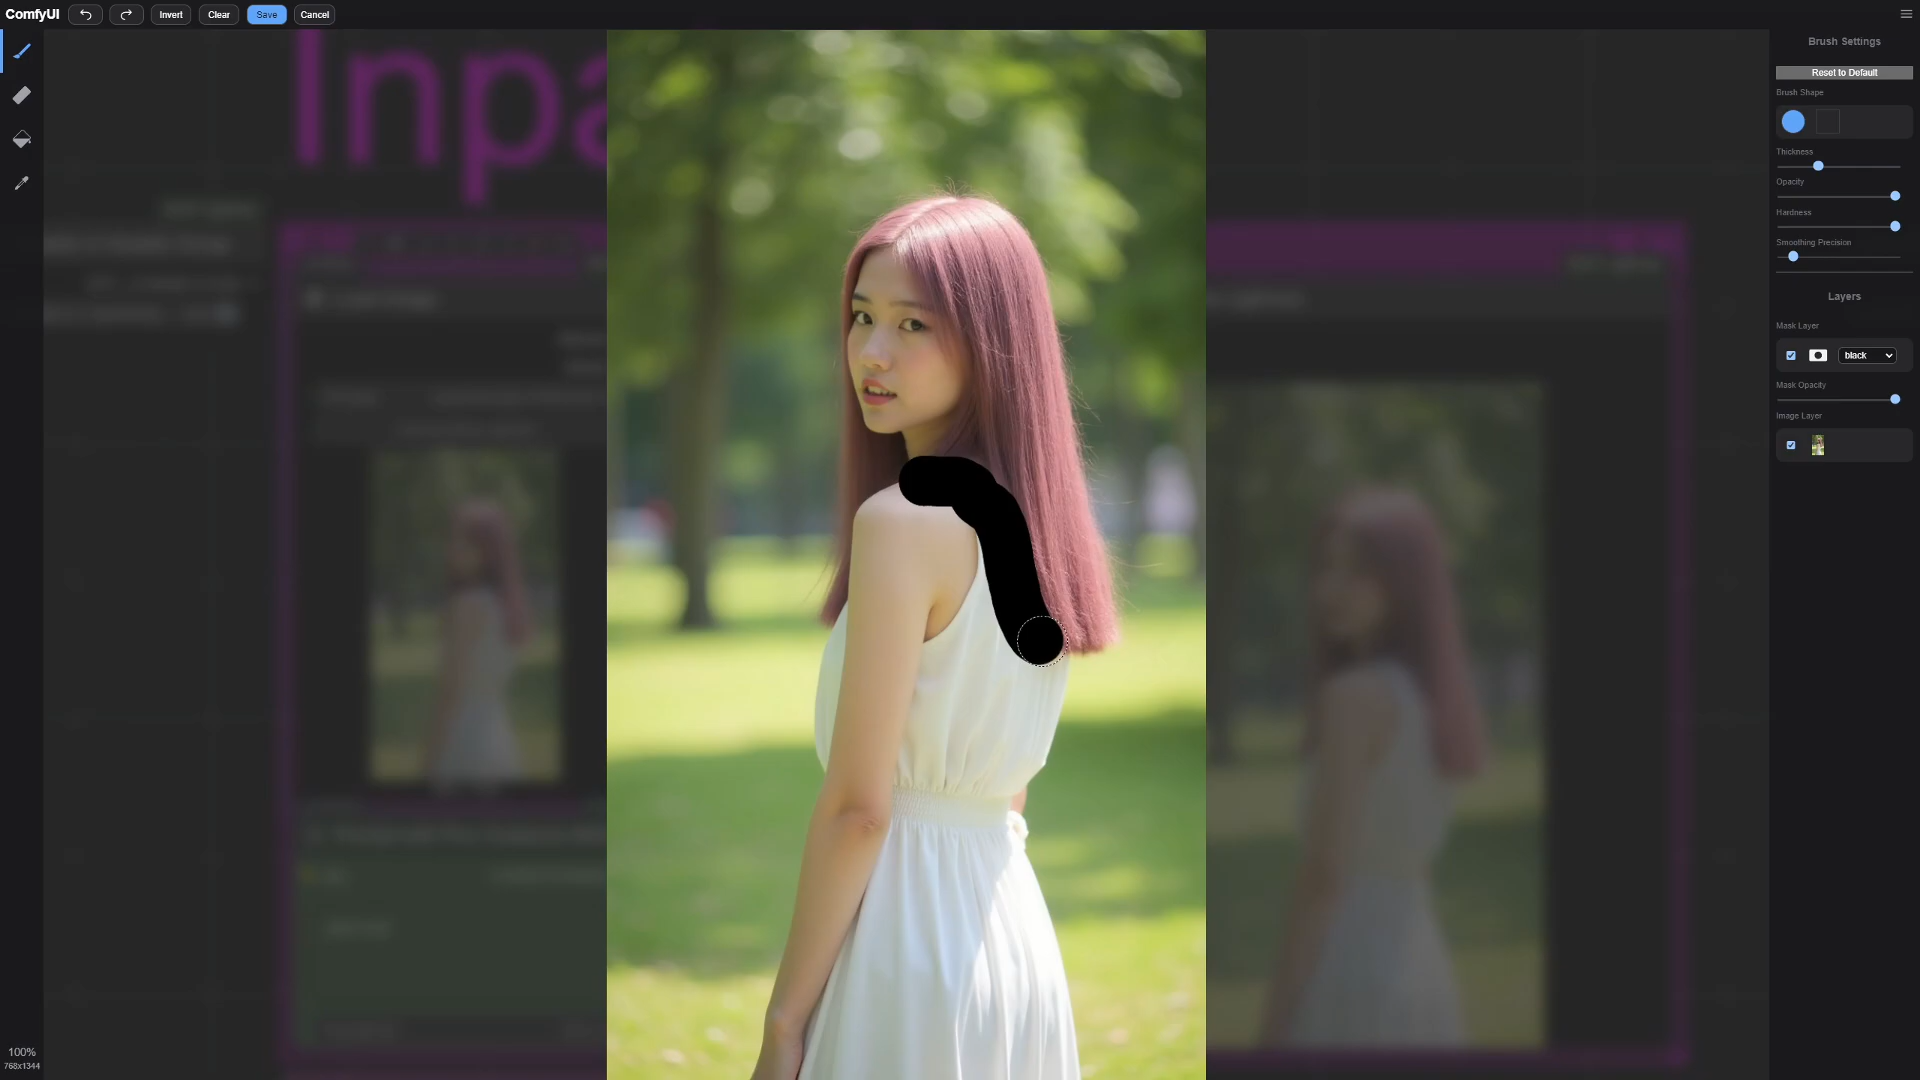 ComfyUI
Invert
Clear
Save
Cancel
Brush Settings
Reset to Default
Brush Shape
Thickness
Opacity
Hardness
Smoothing Precision
Layers
Mask Layer
black
Mask Opacity
Image Layer
Inpa
100%
768x1344